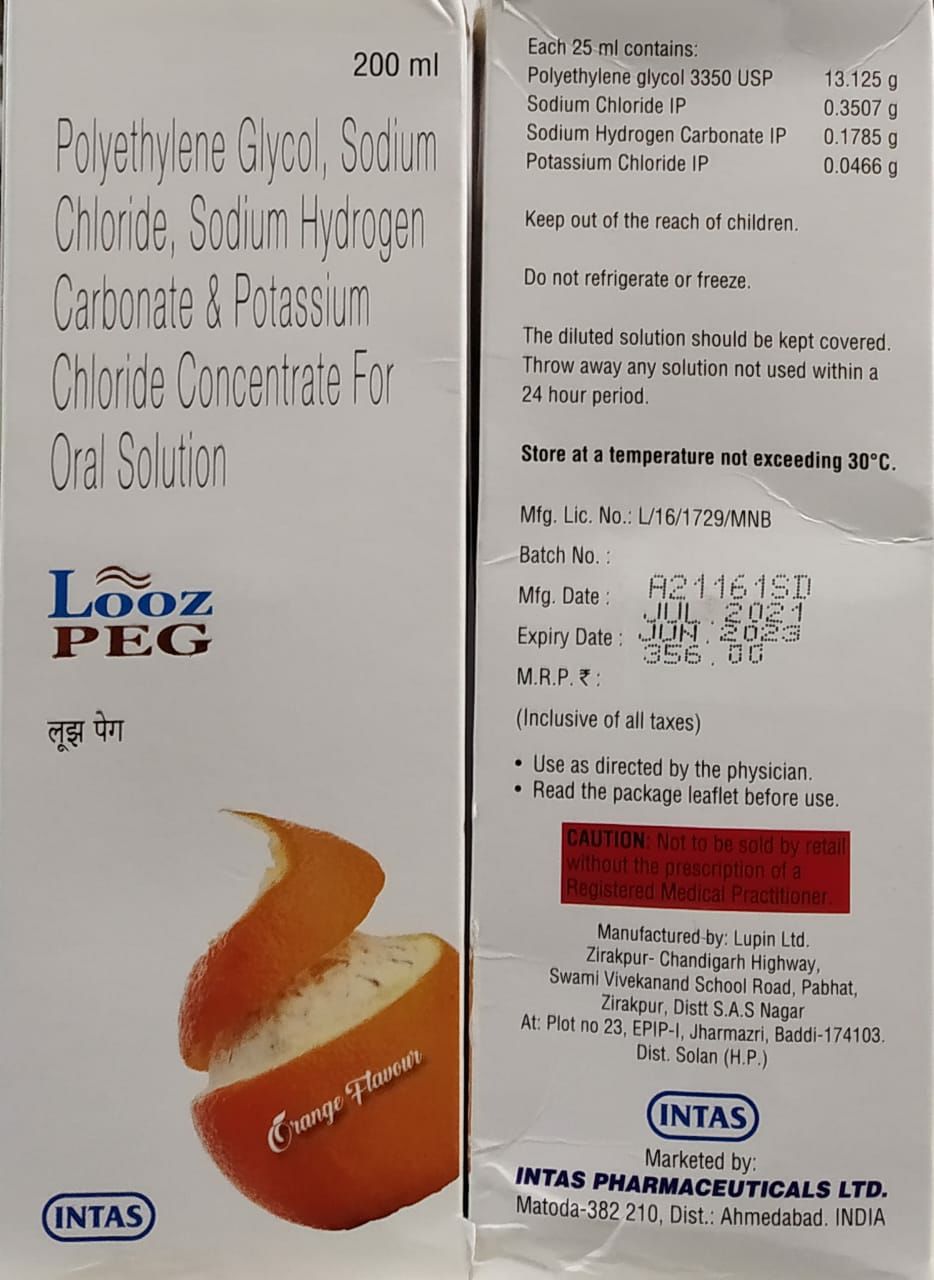 200 ml
Polyethylene Glycol, Sodium
Chloride, Sodium Hydrogen
Carbonate & Potassium
Chloride Concentrate For
Oral Solution
Looz
PEG
लूझ पेग
Orange Flavour
INTAS
Each 25 ml contains:
Polyethylene glycol 3350 USP 13.125 g
Sodium Chloride IP 0.3507 g
Sodium Hydrogen Carbonate IP 0.1785 g
Potassium Chloride IP 0.0466 g
Keep out of the reach of children.
Do not refrigerate or freeze.
The diluted solution should be kept covered.
Throw away any solution not used within a
24 hour period.
Store at a temperature not exceeding 30°C.
Mfg. Lic. No.: L/16/1729/MNB
Batch No. : A21161SD
Mfg. Date : JUL. 2021
Expiry Date : JUN. 2023
M.R.P. ₹ : 356.00
(Inclusive of all taxes)
• Use as directed by the physician.
• Read the package leaflet before use.
CAUTION: Not to be sold by retail
without the prescription of a
Registered Medical Practitioner.
Manufactured by: Lupin Ltd.
Zirakpur- Chandigarh Highway,
Swami Vivekanand School Road, Pabhat,
Zirakpur, Distt S.A.S Nagar
At: Plot no 23, EPIP-I, Jharmazri, Baddi-174103.
Dist. Solan (H.P.)
INTAS
Marketed by:
INTAS PHARMACEUTICALS LTD.
Matoda-382 210, Dist.: Ahmedabad. INDIA